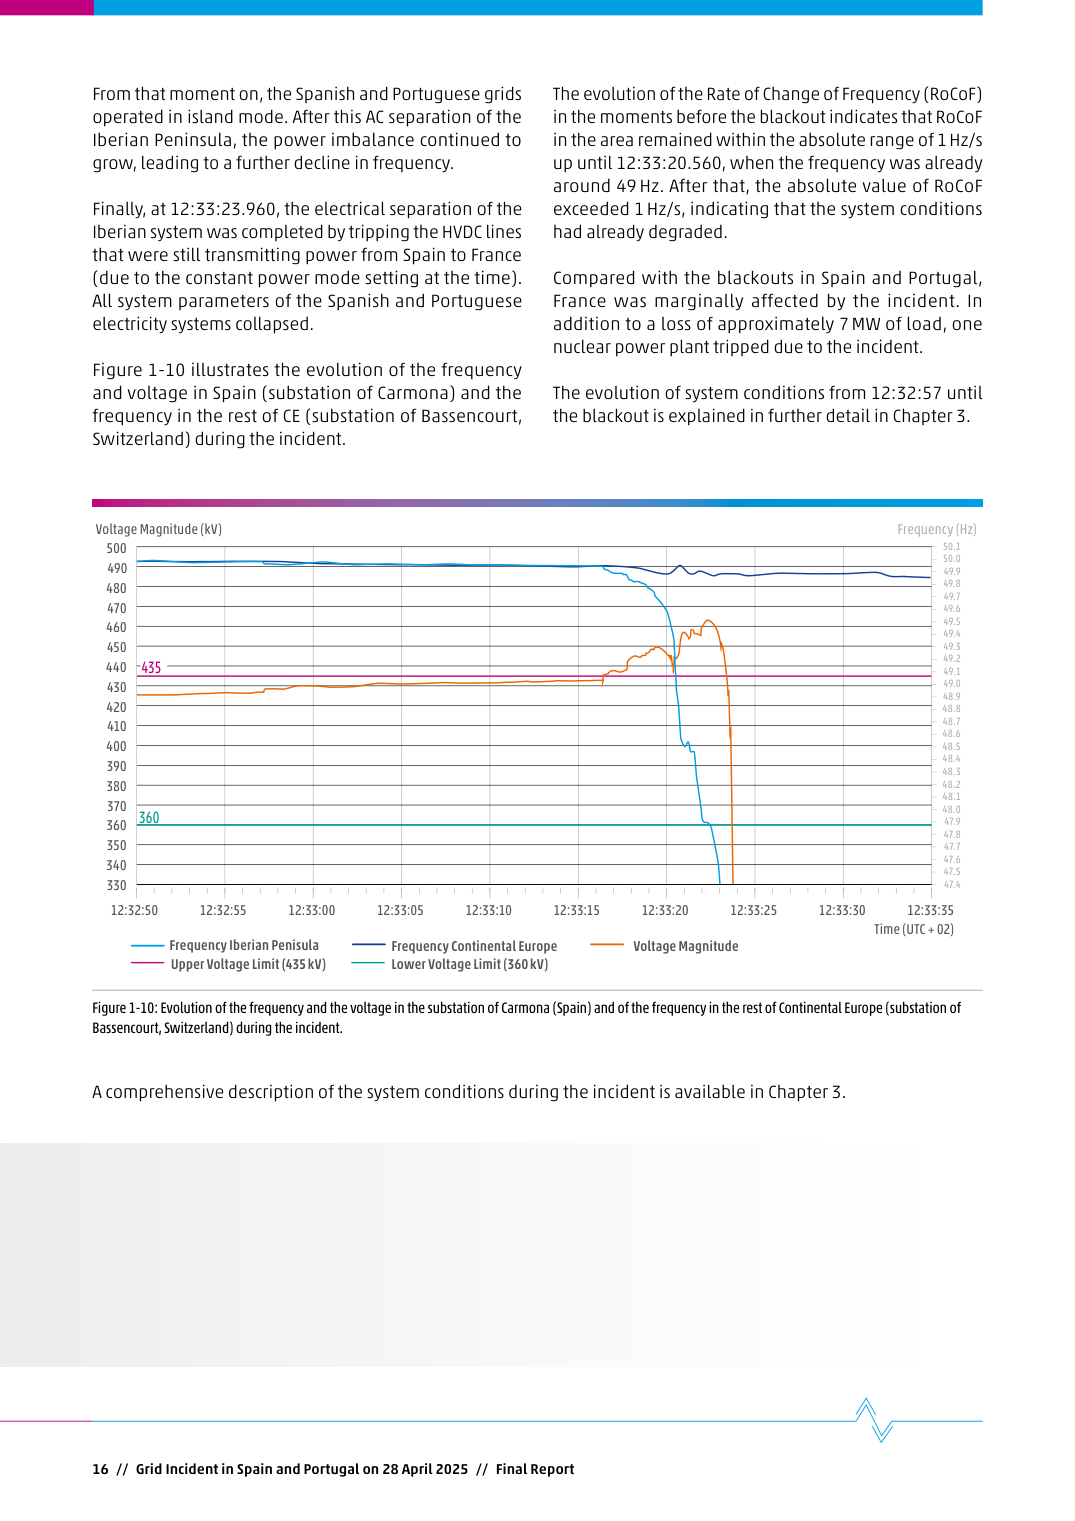 From that moment on, the Spanish and Portuguese grids
operated in island mode. After this AC separation of the
Iberian Peninsula, the power imbalance continued to
grow, leading to a further decline in frequency.
Finally, at 12:33:23.960, the electrical separation of the
Iberian system was completed by tripping the HVDC lines
that were still transmitting power from Spain to France
(due to the constant power mode setting at the time).
All system parameters of the Spanish and Portuguese
electricity systems collapsed.
Figure 1-10 illustrates the evolution of the frequency
and voltage in Spain (substation of Carmona) and the
frequency in the rest of CE (substation of Bassencourt,
Switzerland) during the incident.
The evolution of the Rate of Change of Frequency (RoCoF)
in the moments before the blackout indicates that RoCoF
in the area remained within the absolute range of 1 Hz/s
up until 12:33:20.560, when the frequency was already
around 49 Hz. After that, the absolute value of RoCoF
exceeded 1 Hz/s, indicating that the system conditions
had already degraded.
Compared with the blackouts in Spain and Portugal,
France was marginally affected by the incident. In
addition to a loss of approximately 7 MW of load, one
nuclear power plant tripped due to the incident.
The evolution of system conditions from 12:32:57 until
the blackout is explained in further detail in Chapter 3.
Voltage Magnitude (kV)
Frequency (Hz)
500
490
480
470
460
450
440
430
420
410
400
390
380
370
360
350
340
330
435
360
50.1
50.0
49.9
49.8
49.7
49.6
49.5
49.4
49.3
49.2
49.1
49.0
48.9
48.8
48.7
48.6
48.5
48.4
48.3
48.2
48.1
48.0
47.9
47.8
47.7
47.6
47.5
47.4
12:32:50 12:32:55 12:33:00 12:33:05 12:33:10 12:33:15 12:33:20 12:33:25 12:33:30 12:33:35
Time (UTC + 02)
Frequency Iberian Penisula Frequency Continental Europe Voltage Magnitude
Upper Voltage Limit (435 kV) Lower Voltage Limit (360 kV)
Figure 1-10: Evolution of the frequency and the voltage in the substation of Carmona (Spain) and of the frequency in the rest of Continental Europe (substation of
Bassencourt, Switzerland) during the incident.
A comprehensive description of the system conditions during the incident is available in Chapter 3.
16 // Grid Incident in Spain and Portugal on 28 April 2025 // Final Report